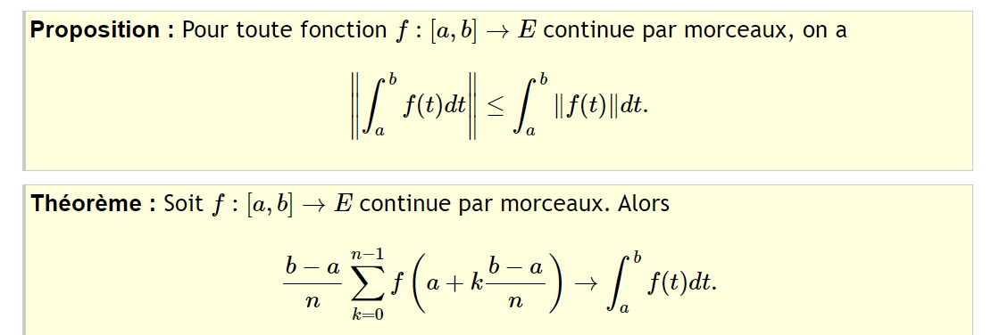 Proposition : Pour toute fonction $f : [a, b] \to E$ continue par morceaux, on a
$$\left\| \int_a^b f(t)dt \right\| \leq \int_a^b \|f(t)\|dt.$$
Théorème : Soit $f : [a, b] \to E$ continue par morceaux. Alors
$$\frac{b-a}{n} \sum_{k=0}^{n-1} f\left(a + k\frac{b-a}{n}\right) \to \int_a^b f(t)dt.$$